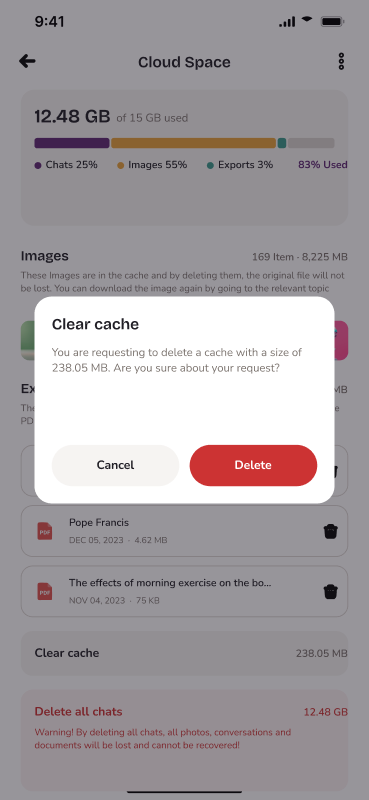 9:41
Cloud Space
12.48 GB of 15 GB used
Chats 25% Images 55% Exports 3% 83% Used
Images 169 Item · 8,225 MB
These Images are in the cache and by deleting them, the original file will not
be lost. You can download the image again by going to the relevant topic
Clear cache
You are requesting to delete a cache with a size of
238.05 MB. Are you sure about your request?
Cancel Delete
MB
PDF Pope Francis
DEC 05, 2023 · 4.62 MB
PDF The effects of morning exercise on the bo...
NOV 04, 2023 · 75 KB
Clear cache 238.05 MB
Delete all chats 12.48 GB
Warning! By deleting all chats, all photos, conversations and
documents will be lost and cannot be recovered!